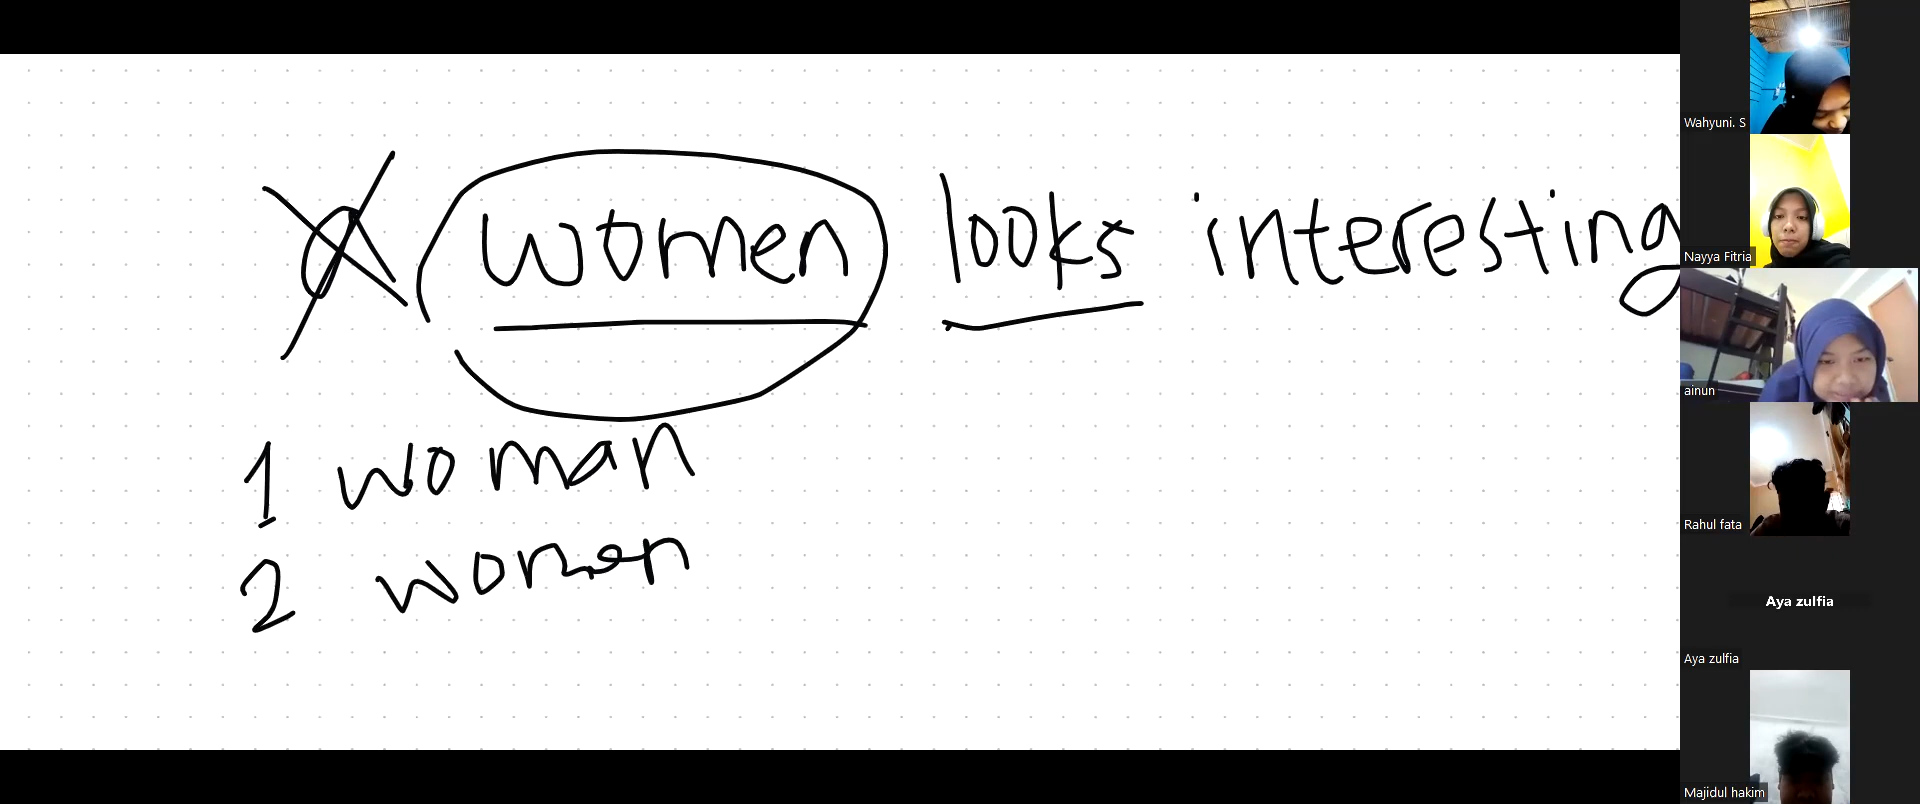 a women looks interesting
1 woman
2 women
Wahyuni. S
Nayya Fitria
ainun
Rahul fata
Aya zulfia
Aya zulfia
Majidul hakim